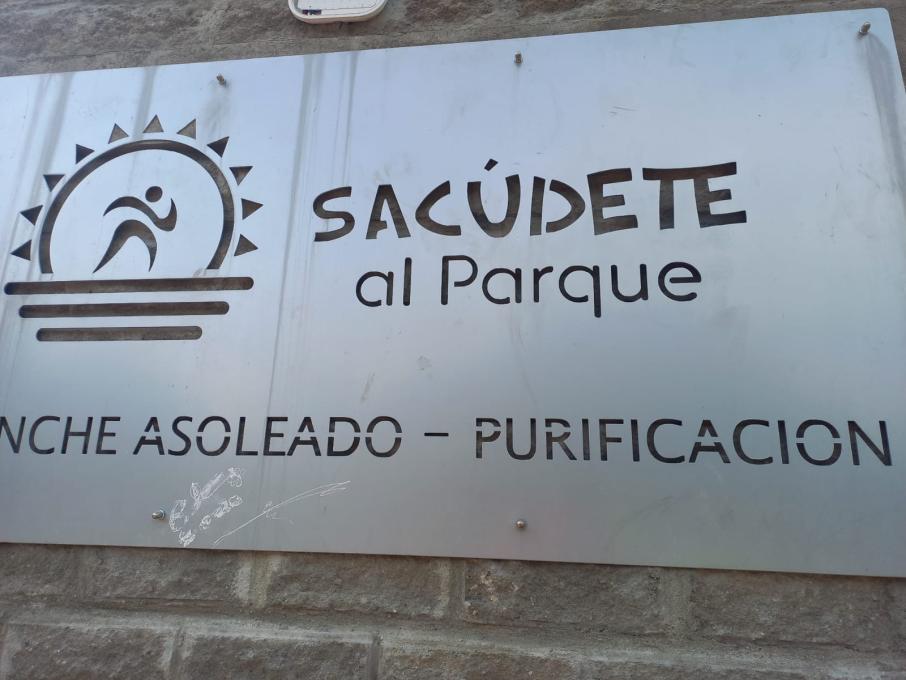 SACÚDETE
al Parque
NCHE ASOLEADO - PURIFICACION